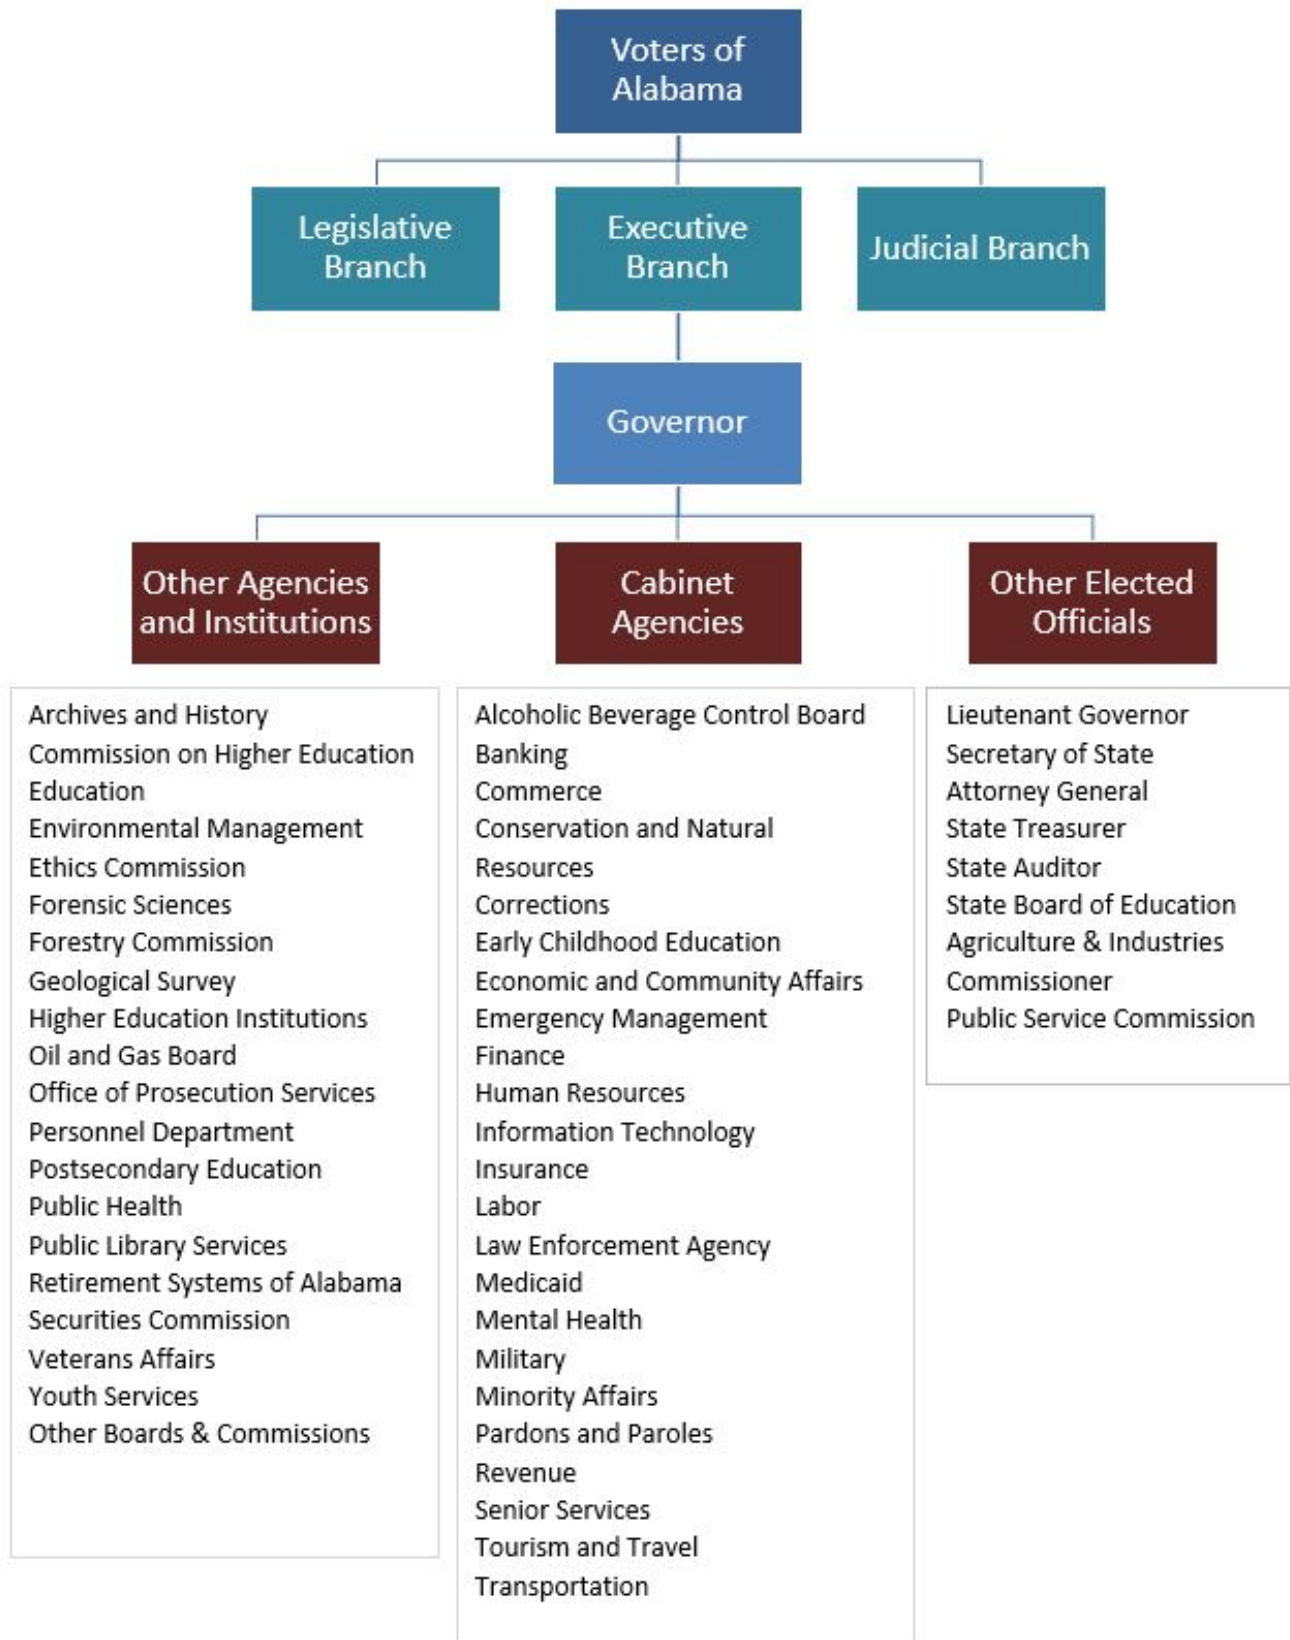 Voters of
Alabama
Legislative
Branch
Executive
Branch
Judicial Branch
Governor
Other Agencies
and Institutions
Cabinet
Agencies
Other Elected
Officials
Archives and History
Commission on Higher Education
Education
Environmental Management
Ethics Commission
Forensic Sciences
Forestry Commission
Geological Survey
Higher Education Institutions
Oil and Gas Board
Office of Prosecution Services
Personnel Department
Postsecondary Education
Public Health
Public Library Services
Retirement Systems of Alabama
Securities Commission
Veterans Affairs
Youth Services
Other Boards & Commissions
Alcoholic Beverage Control Board
Banking
Commerce
Conservation and Natural
Resources
Corrections
Early Childhood Education
Economic and Community Affairs
Emergency Management
Finance
Human Resources
Information Technology
Insurance
Labor
Law Enforcement Agency
Medicaid
Mental Health
Military
Minority Affairs
Pardons and Paroles
Revenue
Senior Services
Tourism and Travel
Transportation
Lieutenant Governor
Secretary of State
Attorney General
State Treasurer
State Auditor
State Board of Education
Agriculture & Industries
Commissioner
Public Service Commission